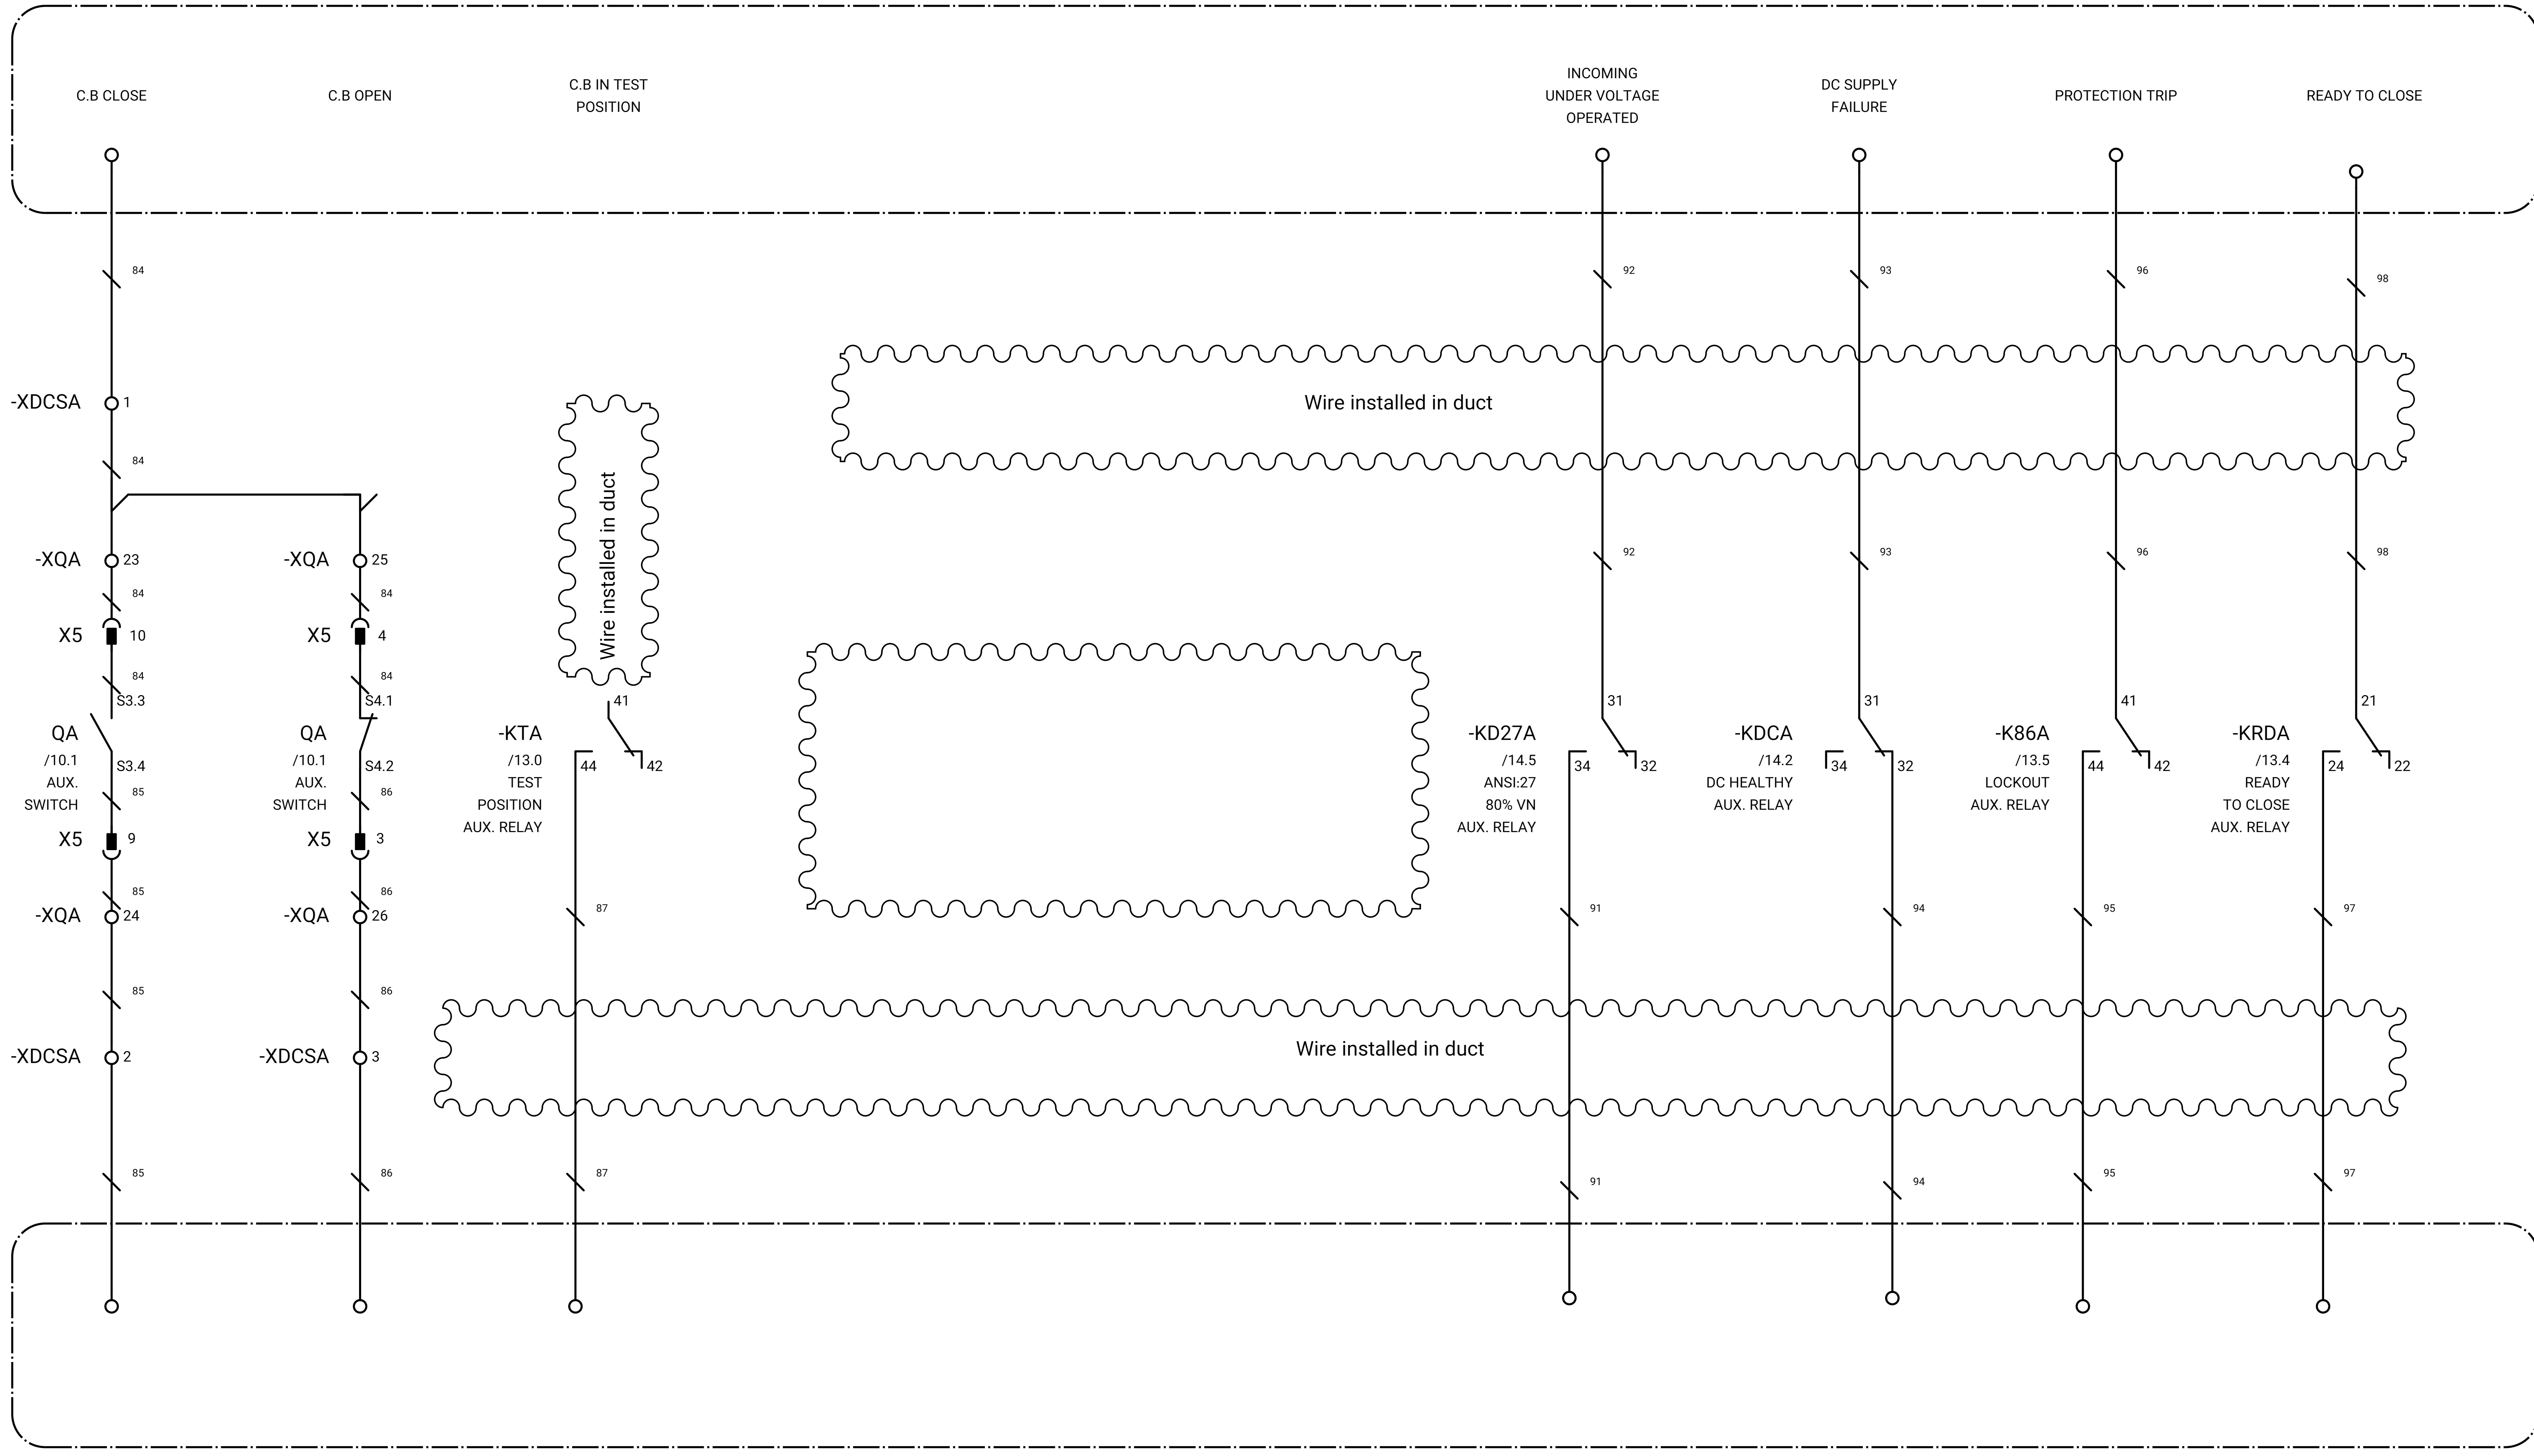 C.B CLOSE
C.B OPEN
C.B IN TEST
POSITION
INCOMING
UNDER VOLTAGE
OPERATED
DC SUPPLY
FAILURE
PROTECTION TRIP
READY TO CLOSE
84
92
93
96
98
-XDCSA
1
Wire installed in duct
84
Wire installed in duct
-XQA
23
-XQA
25
92
93
96
98
84
84
X5
10
X5
4
84
84
S3.3
S4.1
41
31
31
41
21
QA
/10.1
AUX.
SWITCH
S3.4
85
QA
/10.1
AUX.
SWITCH
S4.2
86
-KTA
/13.0
TEST
POSITION
AUX. RELAY
44
42
-KD27A
/14.5
ANSI:27
80% VN
AUX. RELAY
34
32
-KDCA
/14.2
DC HEALTHY
AUX. RELAY
34
32
-K86A
/13.5
LOCKOUT
AUX. RELAY
44
42
-KRDA
/13.4
READY
TO CLOSE
AUX. RELAY
24
22
X5
9
X5
3
85
86
-XQA
24
-XQA
26
87
91
94
95
97
85
86
-XDCSA
2
-XDCSA
3
Wire installed in duct
85
86
87
91
94
95
97